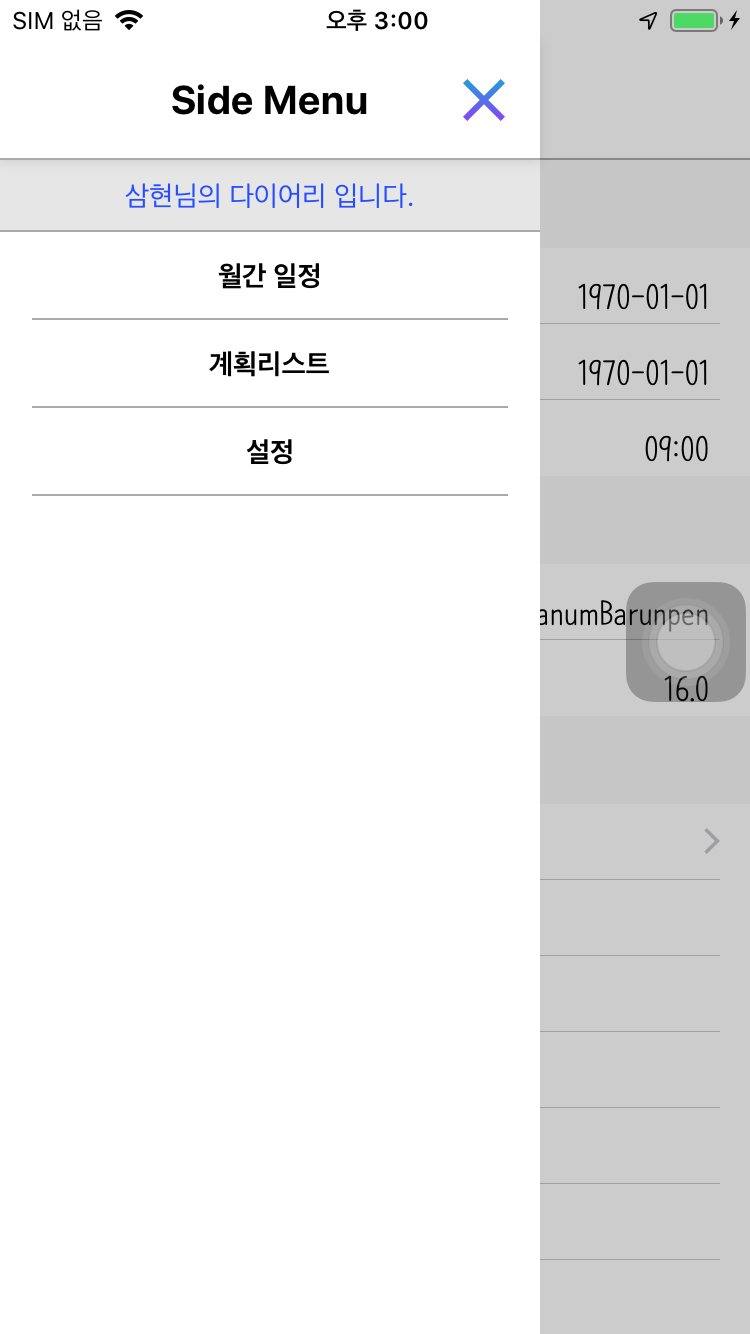 SIM 없음 오후 3:00
Side Menu
삼현님의 다이어리 입니다.
월간 일정
계획리스트
설정
1970-01-01
1970-01-01
09:00
anumBarunpen
16.0